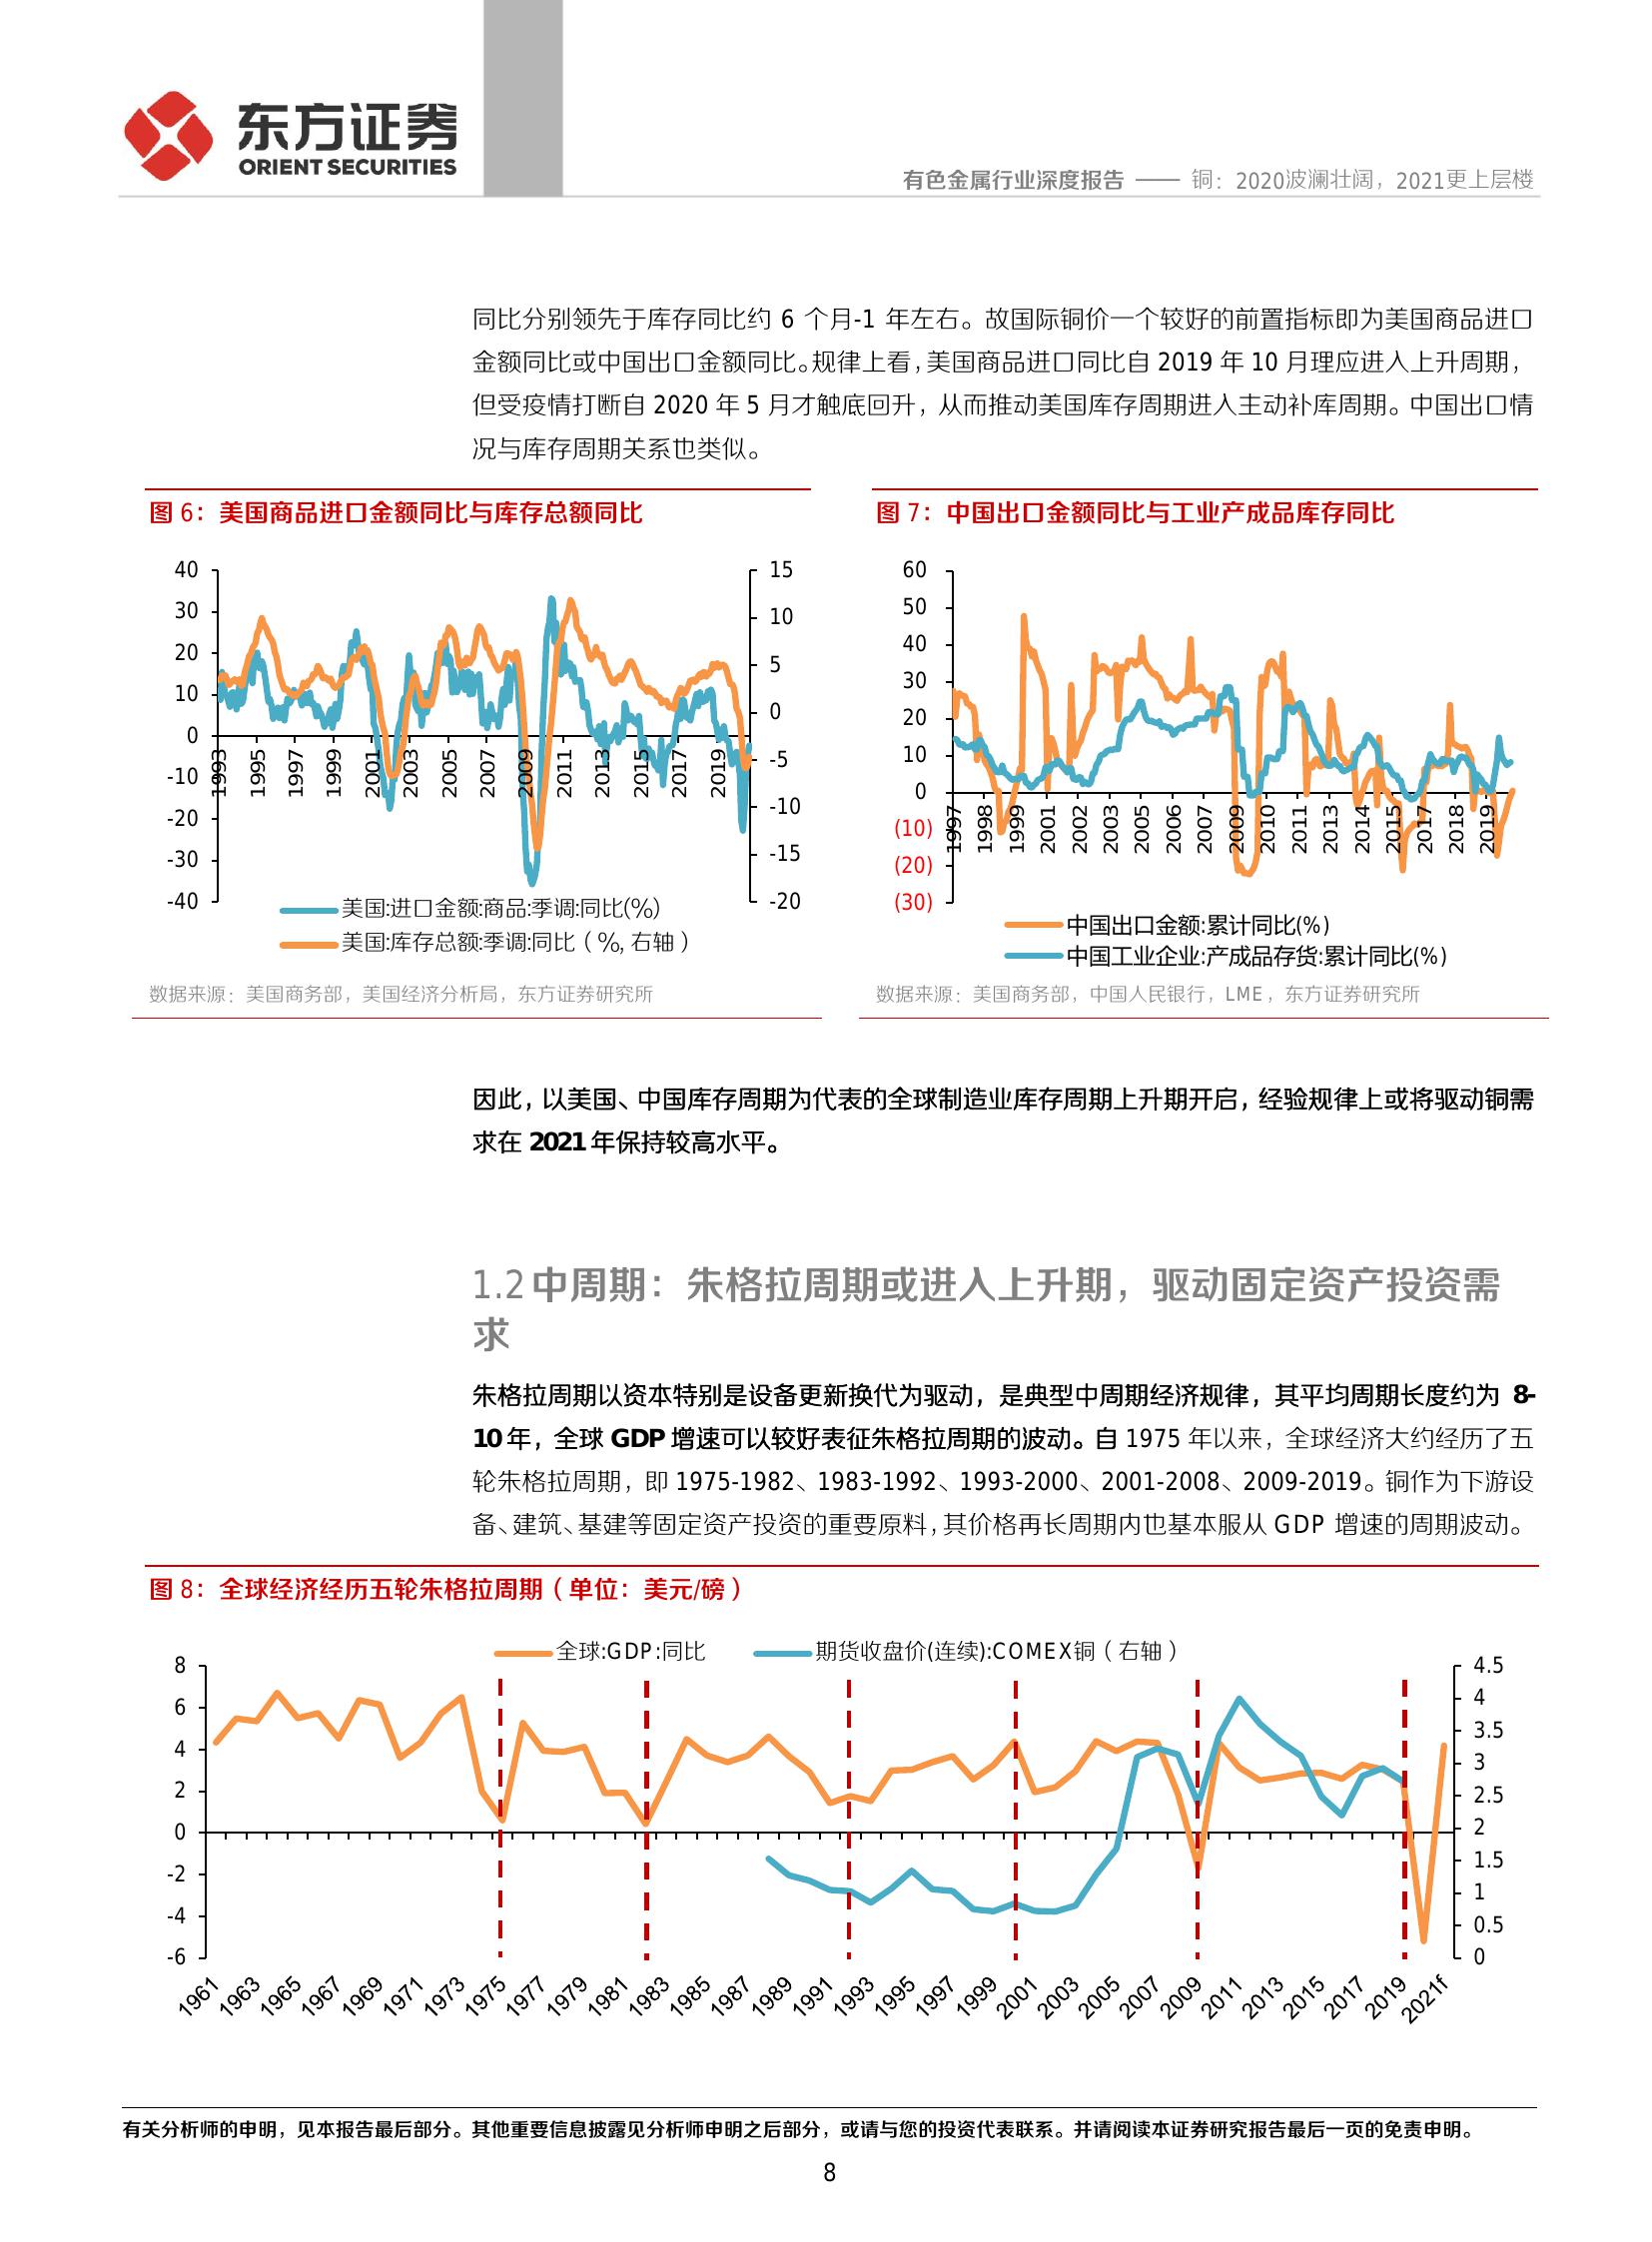 东方证券
ORIENT SECURITIES
有色金属行业深度报告 —— 铜：2020波澜壮阔，2021更上层楼
同比分别领先于库存同比约 6 个月-1 年左右。故国际铜价一个较好的前置指标即为美国商品进口
金额同比或中国出口金额同比。规律上看，美国商品进口同比自 2019 年 10 月理应进入上升周期，
但受疫情打断自 2020 年 5 月才触底回升，从而推动美国库存周期进入主动补库周期。中国出口情
况与库存周期关系也类似。
图 6：美国商品进口金额同比与库存总额同比
40
30
20
10
0
-10
-20
-30
-40
15
10
5
0
-5
-10
-15
-20
1993 1995 1997 1999 2001 2003 2005 2007 2009 2011 2013 2015 2017 2019
美国:进口金额:商品:季调:同比(%)
美国:库存总额:季调:同比（%,右轴）
数据来源：美国商务部，美国经济分析局，东方证券研究所
图 7：中国出口金额同比与工业产成品库存同比
60
50
40
30
20
10
0
(10)
(20)
(30)
1997 1998 1999 2001 2002 2003 2005 2006 2007 2009 2010 2011 2013 2014 2015 2017 2018 2019
中国出口金额:累计同比(%)
中国工业企业:产成品存货:累计同比(%)
数据来源：美国商务部，中国人民银行，LME，东方证券研究所
因此，以美国、中国库存周期为代表的全球制造业库存周期上升期开启，经验规律上或将驱动铜需
求在 2021 年保持较高水平。
1.2 中周期：朱格拉周期或进入上升期，驱动固定资产投资需
求
朱格拉周期以资本特别是设备更新换代为驱动，是典型中周期经济规律，其平均周期长度约为 8-
10 年，全球 GDP 增速可以较好表征朱格拉周期的波动。自 1975 年以来，全球经济大约经历了五
轮朱格拉周期，即 1975-1982、1983-1992、1993-2000、2001-2008、2009-2019。铜作为下游设
备、建筑、基建等固定资产投资的重要原料，其价格再长周期内也基本服从 GDP 增速的周期波动。
图 8：全球经济经历五轮朱格拉周期（单位：美元/磅）
全球:GDP:同比
期货收盘价(连续):COMEX铜（右轴）
8
6
4
2
0
-2
-4
-6
4.5
4
3.5
3
2.5
2
1.5
1
0.5
0
1961 1963 1965 1967 1969 1971 1973 1975 1977 1979 1981 1983 1985 1987 1989 1991 1993 1995 1997 1999 2001 2003 2005 2007 2009 2011 2013 2015 2017 2019 2021f
有关分析师的申明，见本报告最后部分。其他重要信息披露见分析师申明之后部分，或请与您的投资代表联系。并请阅读本证券研究报告最后一页的免责申明。
8